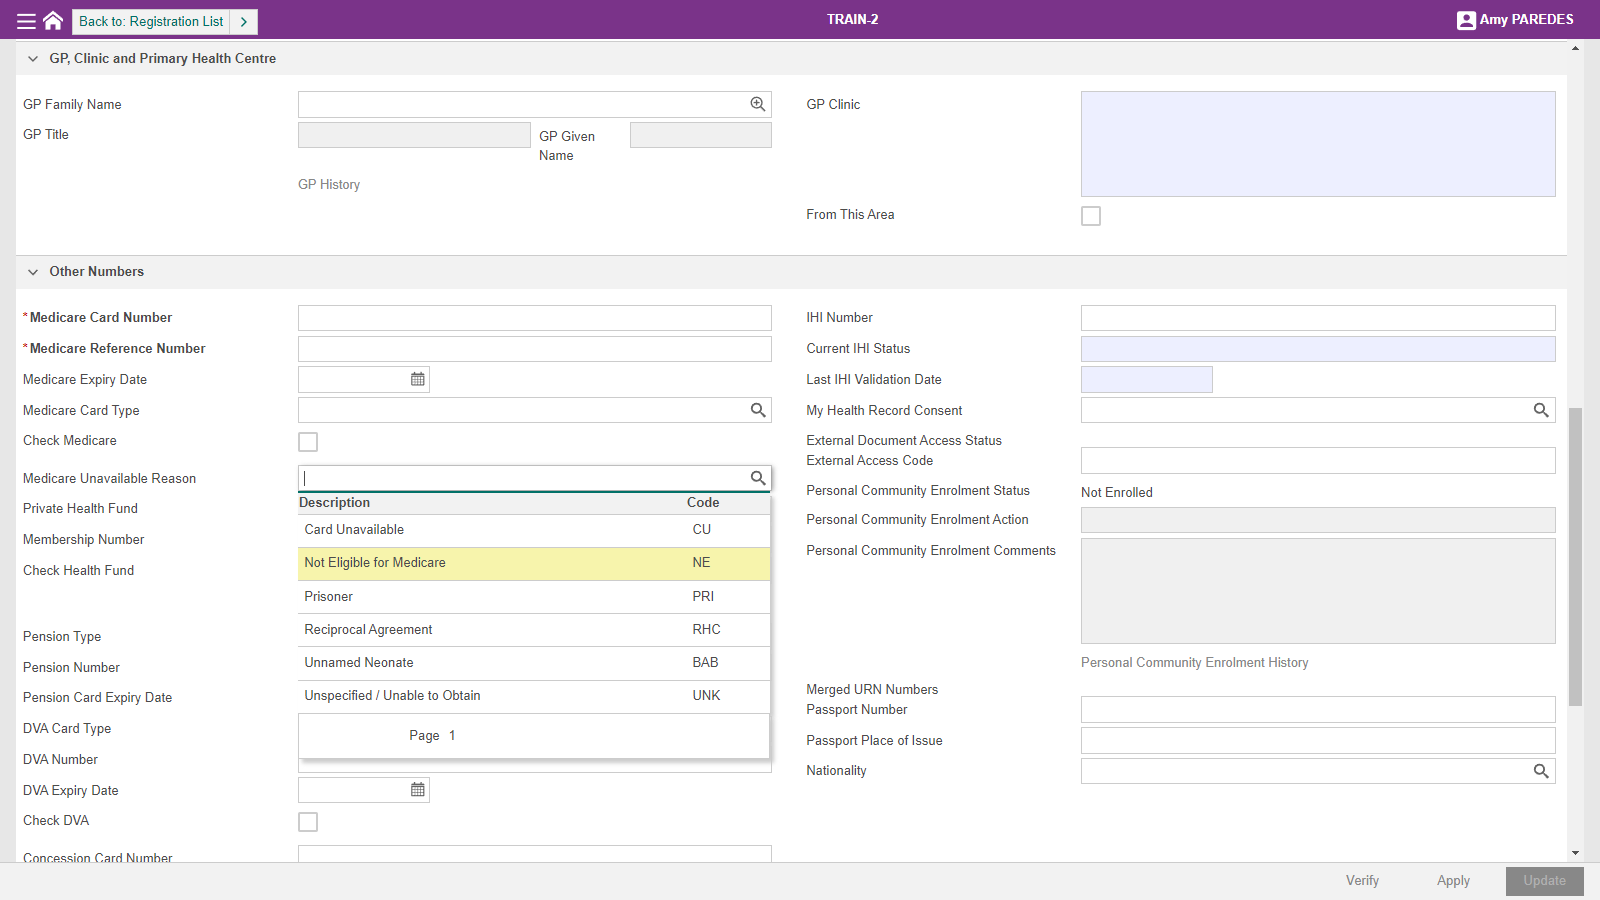 Back to: Registration List
TRAIN-2
Amy PAREDES
GP, Clinic and Primary Health Centre
GP Family Name
GP Title
GP Given Name
GP History
GP Clinic
From This Area
Other Numbers
*Medicare Card Number
*Medicare Reference Number
Medicare Expiry Date
Medicare Card Type
Check Medicare
Medicare Unavailable Reason
Private Health Fund
Membership Number
Check Health Fund
Pension Type
Pension Number
Pension Card Expiry Date
DVA Card Type
DVA Number
DVA Expiry Date
Check DVA
Concession Card Number
Description Code
Card Unavailable CU
Not Eligible for Medicare NE
Prisoner PRI
Reciprocal Agreement RHC
Unnamed Neonate BAB
Unspecified / Unable to Obtain UNK
Page 1
IHI Number
Current IHI Status
Last IHI Validation Date
My Health Record Consent
External Document Access Status
External Access Code
Personal Community Enrolment Status Not Enrolled
Personal Community Enrolment Action
Personal Community Enrolment Comments
Personal Community Enrolment History
Merged URN Numbers
Passport Number
Passport Place of Issue
Nationality
Verify
Apply
Update